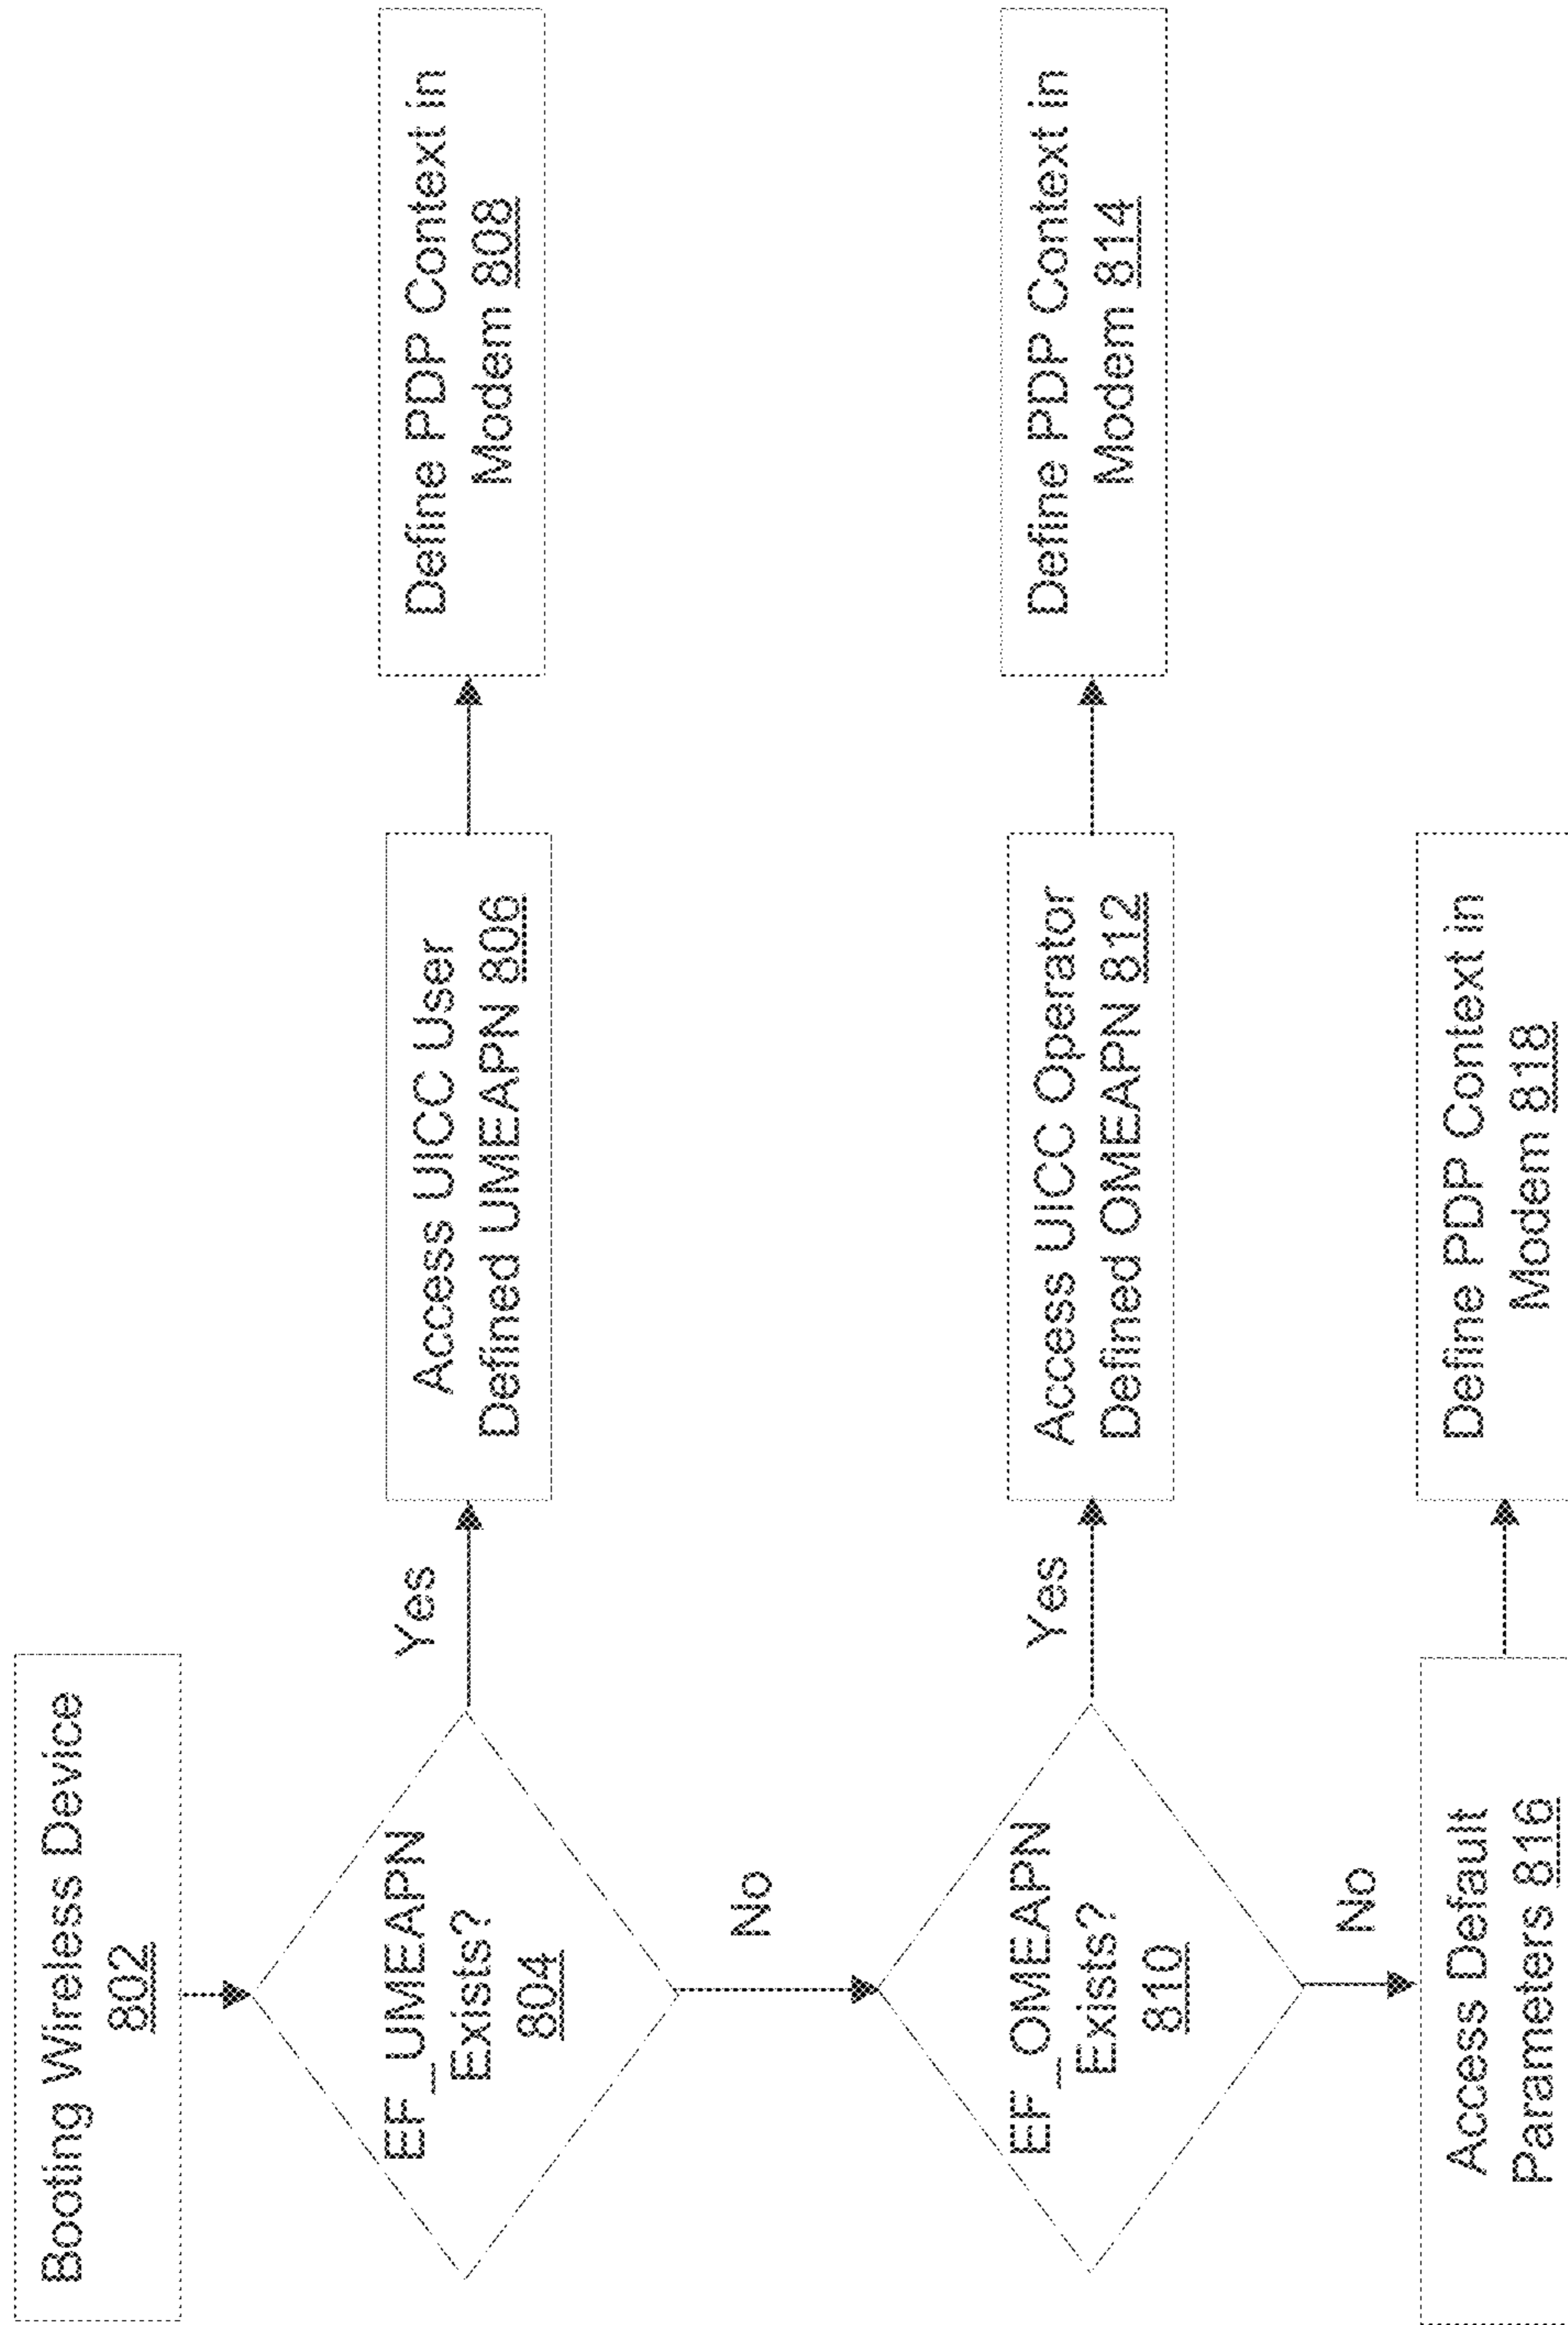 Booting Wireless Device
802
EF_UMEAPN
Exists?
804
Yes
Access UICC User
Defined UMEAPN 806
Define PDP Context in
Modem 808
No
EF_OMEAPN
Exists?
810
Yes
Access UICC Operator
Defined OMEAPN 812
Define PDP Context in
Modem 814
No
Access Default
Parameters 816
Define PDP Context in
Modem 818